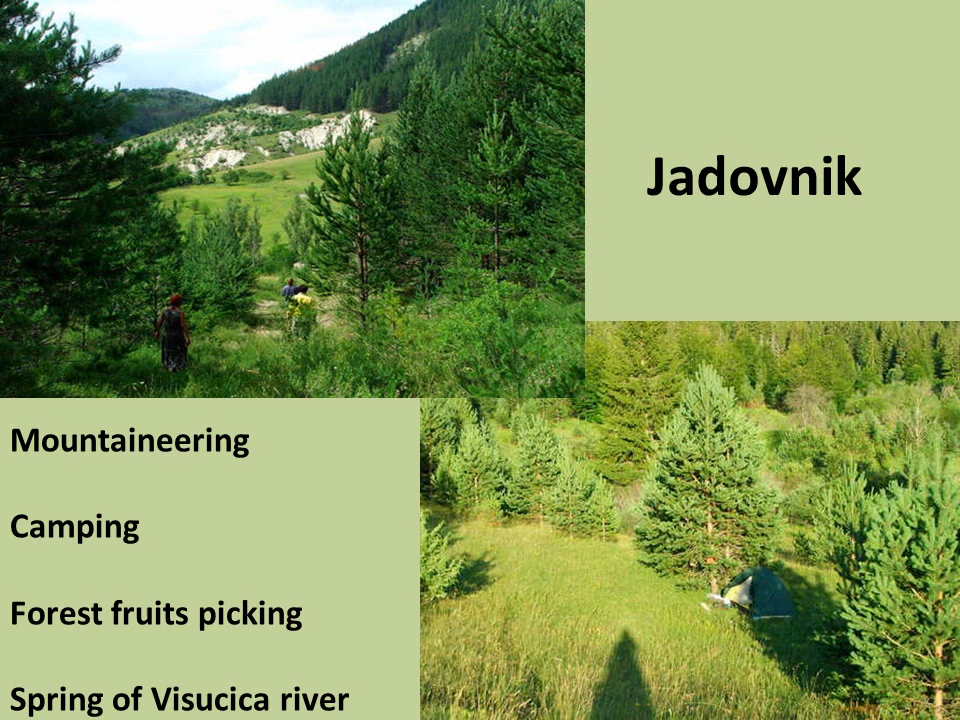 Jadovnik
Mountaineering
Camping
Forest fruits picking
Spring of Visucica river